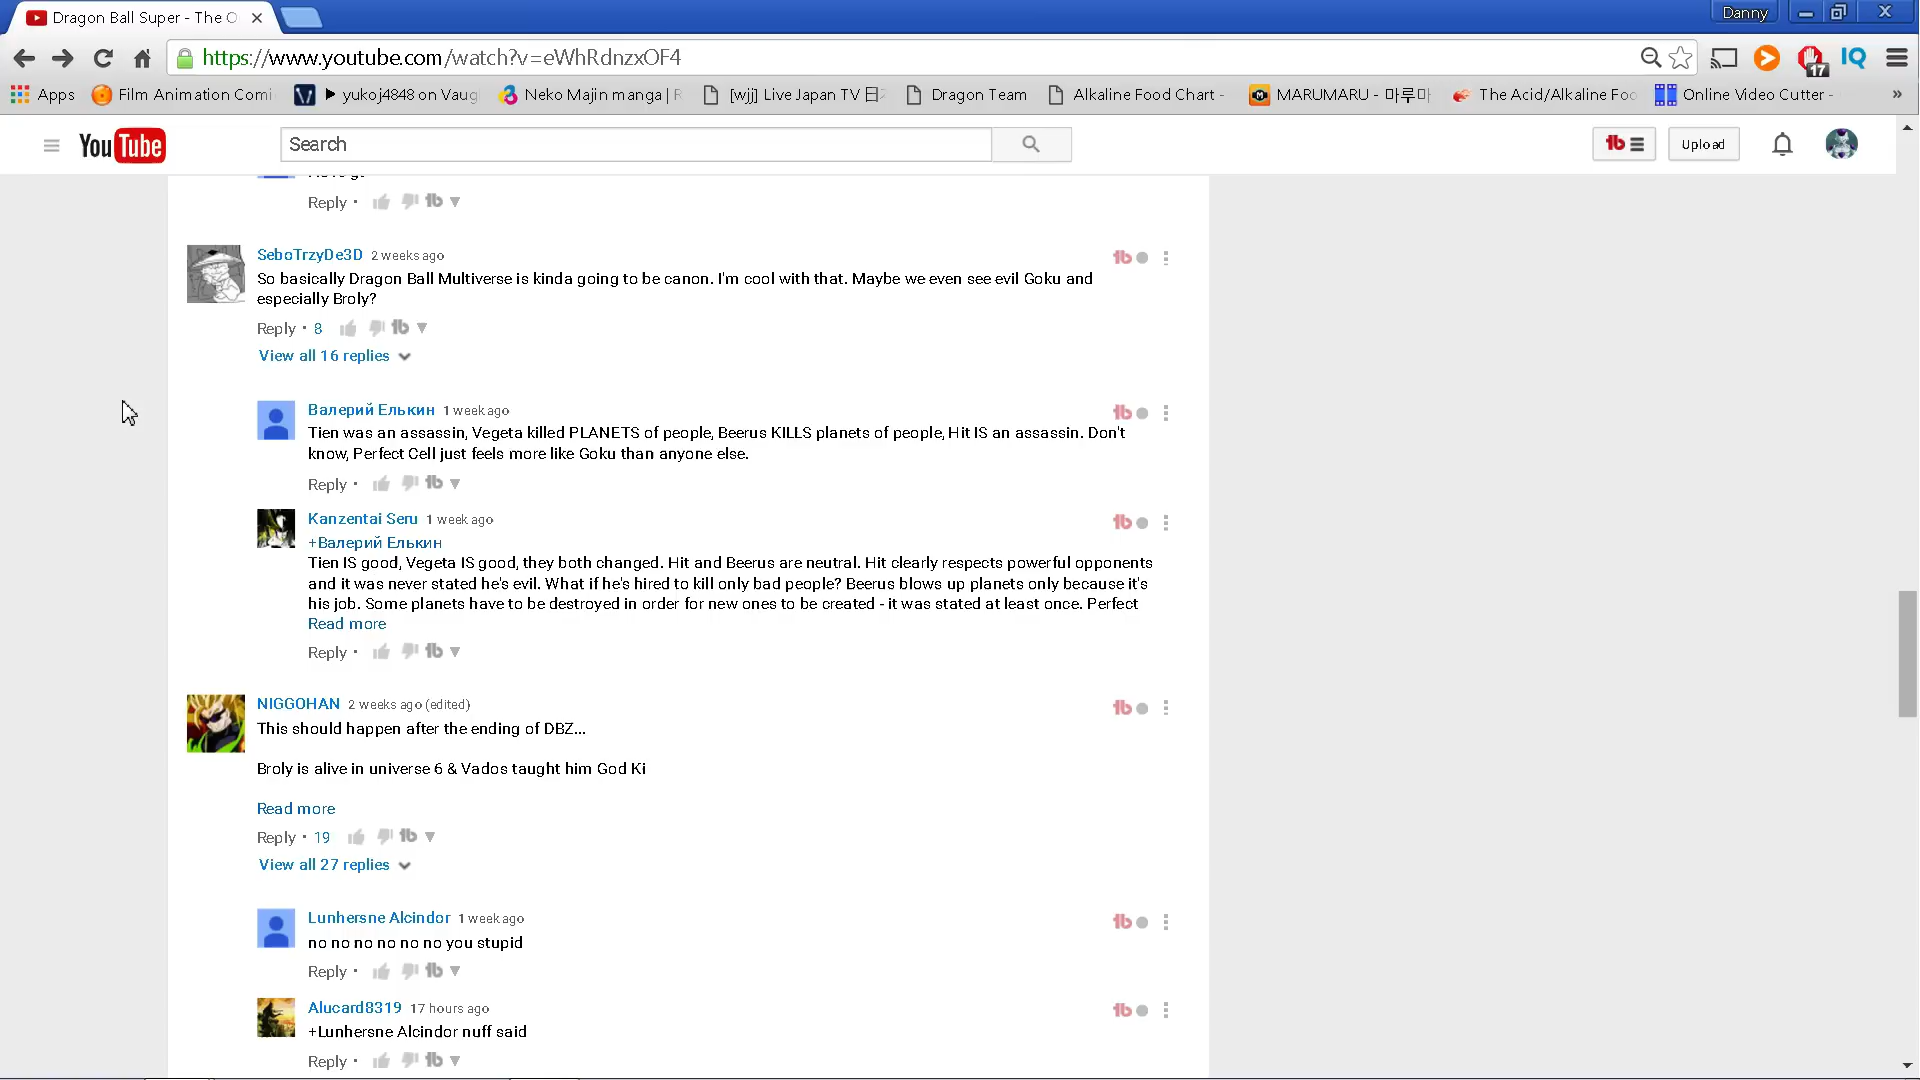 Dragon Ball Super - The O
Danny
https://www.youtube.com/watch?v=eWhRdnzxOF4
17
IQ
Apps
Film Animation Comi
▶ yukoj4848 on Vaug
Neko Majin manga | R
[wjj] Live Japan TV 日
Dragon Team
Alkaline Food Chart -
MARUMARU - 마루마
The Acid/Alkaline Foo
Online Video Cutter -
»
YouTube
Search
Upload
Reply •
SeboTrzyDe3D 2 weeks ago
So basically Dragon Ball Multiverse is kinda going to be canon. I'm cool with that. Maybe we even see evil Goku and
especially Broly?
Reply • 8
View all 16 replies
Валерий Елькин 1 week ago
Tien was an assassin, Vegeta killed PLANETS of people, Beerus KILLS planets of people, Hit IS an assassin. Don't
know, Perfect Cell just feels more like Goku than anyone else.
Reply •
Kanzentai Seru 1 week ago
+Валерий Елькин
Tien IS good, Vegeta IS good, they both changed. Hit and Beerus are neutral. Hit clearly respects powerful opponents
and it was never stated he's evil. What if he's hired to kill only bad people? Beerus blows up planets only because it's
his job. Some planets have to be destroyed in order for new ones to be created - it was stated at least once. Perfect
Read more
Reply •
NIGGOHAN 2 weeks ago (edited)
This should happen after the ending of DBZ...
Broly is alive in universe 6 & Vados taught him God Ki
Read more
Reply • 19
View all 27 replies
Lunhersne Alcindor 1 week ago
no no no no no no you stupid
Reply •
Alucard8319 17 hours ago
+Lunhersne Alcindor nuff said
Reply •